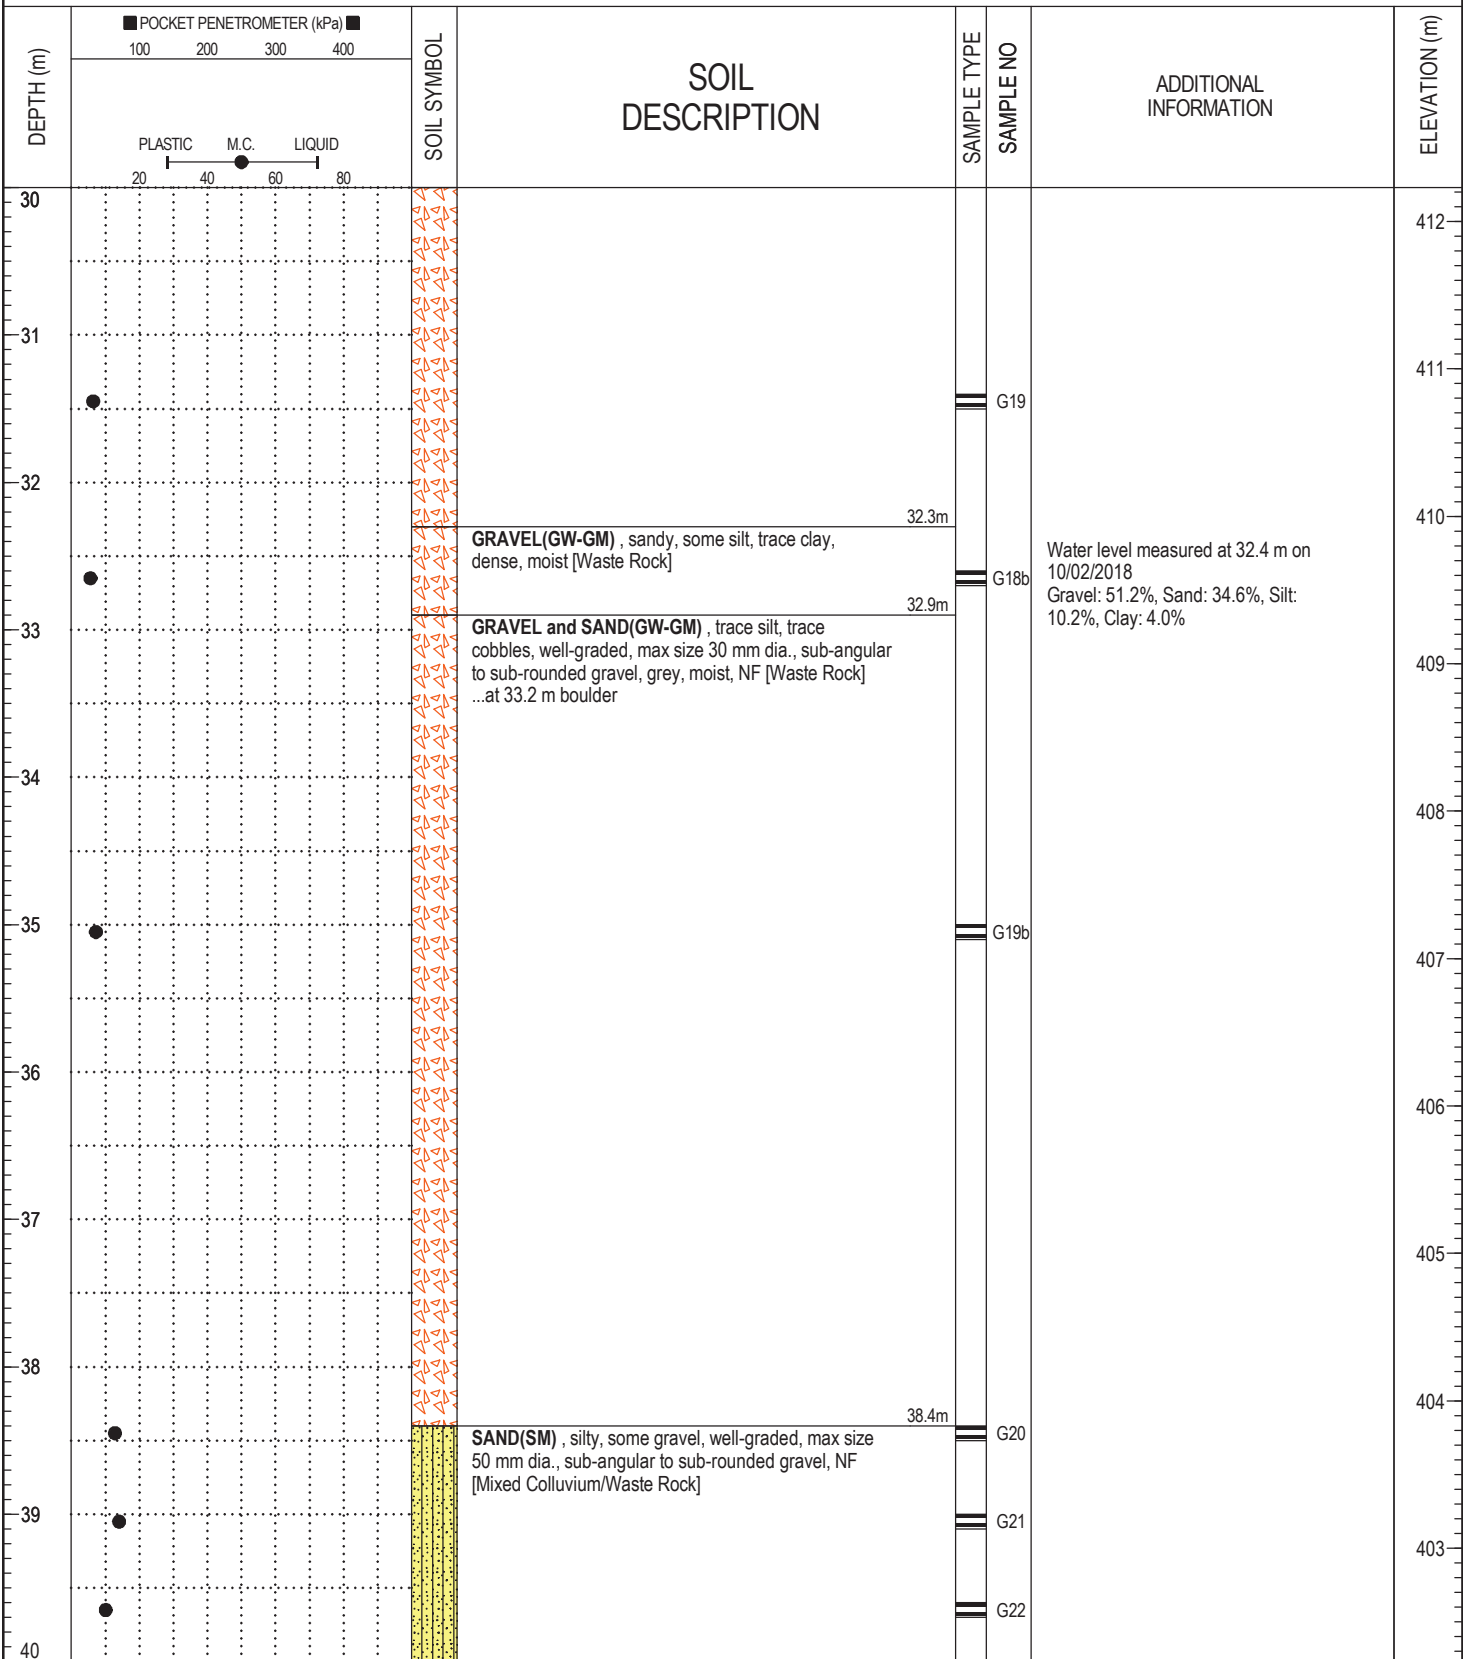 POCKET PENETROMETER (kPa)
100 200 300 400
DEPTH (m)
PLASTIC M.C. LIQUID
20 40 60 80
SOIL SYMBOL
SOIL
DESCRIPTION
SAMPLE TYPE
SAMPLE NO
ADDITIONAL
INFORMATION
ELEVATION (m)
30
412
31
411
G19
32
32.3m
410
GRAVEL(GW-GM) , sandy, some silt, trace clay,
dense, moist [Waste Rock]
G18b
Water level measured at 32.4 m on
10/02/2018
Gravel: 51.2%, Sand: 34.6%, Silt:
10.2%, Clay: 4.0%
32.9m
33
GRAVEL and SAND(GW-GM) , trace silt, trace
cobbles, well-graded, max size 30 mm dia., sub-angular
to sub-rounded gravel, grey, moist, NF [Waste Rock]
...at 33.2 m boulder
409
34
408
35
G19b
407
36
406
37
405
38
404
38.4m
SAND(SM) , silty, some gravel, well-graded, max size
50 mm dia., sub-angular to sub-rounded gravel, NF
[Mixed Colluvium/Waste Rock]
G20
39
G21
403
G22
40